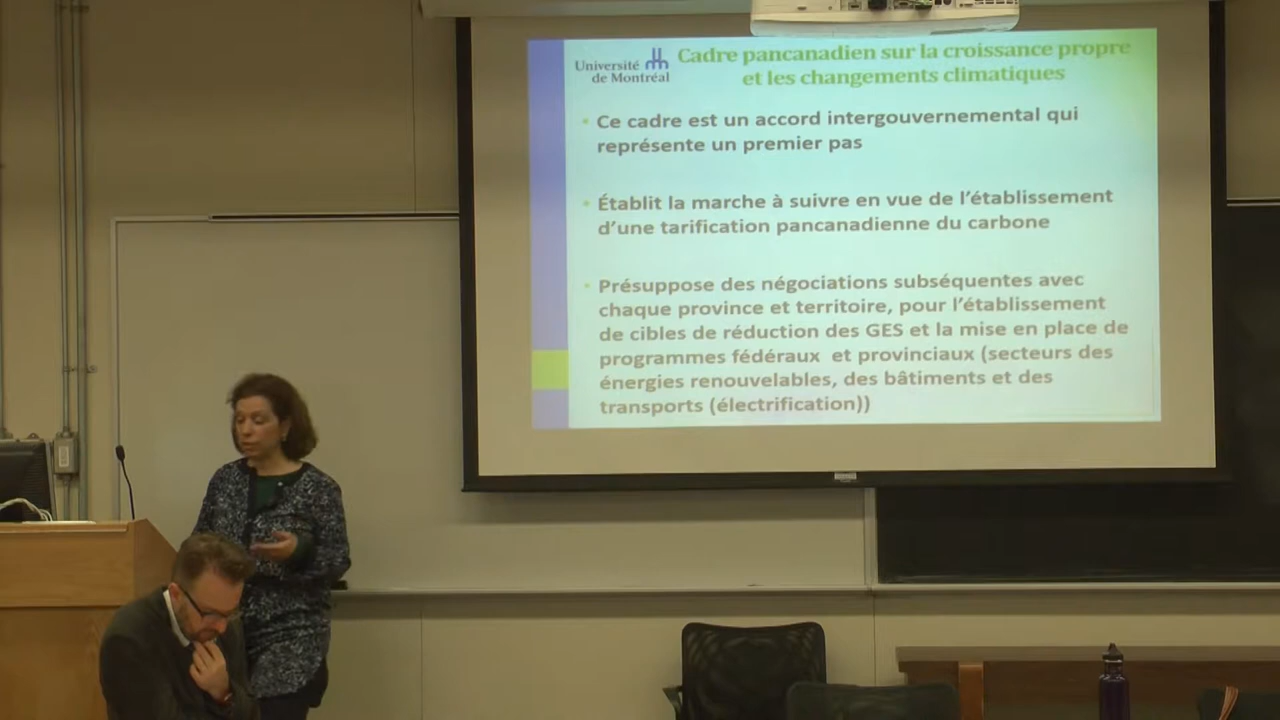 Université
de Montréal
Cadre pancanadien sur la croissance propre
et les changements climatiques
Ce cadre est un accord intergouvernemental qui
représente un premier pas
Établit la marche à suivre en vue de l'établissement
d'une tarification pancanadienne du carbone
Présuppose des négociations subséquentes avec
chaque province et territoire, pour l'établissement
de cibles de réduction des GES et la mise en place de
programmes fédéraux et provinciaux (secteurs des
énergies renouvelables, des bâtiments et des
transports (électrification))